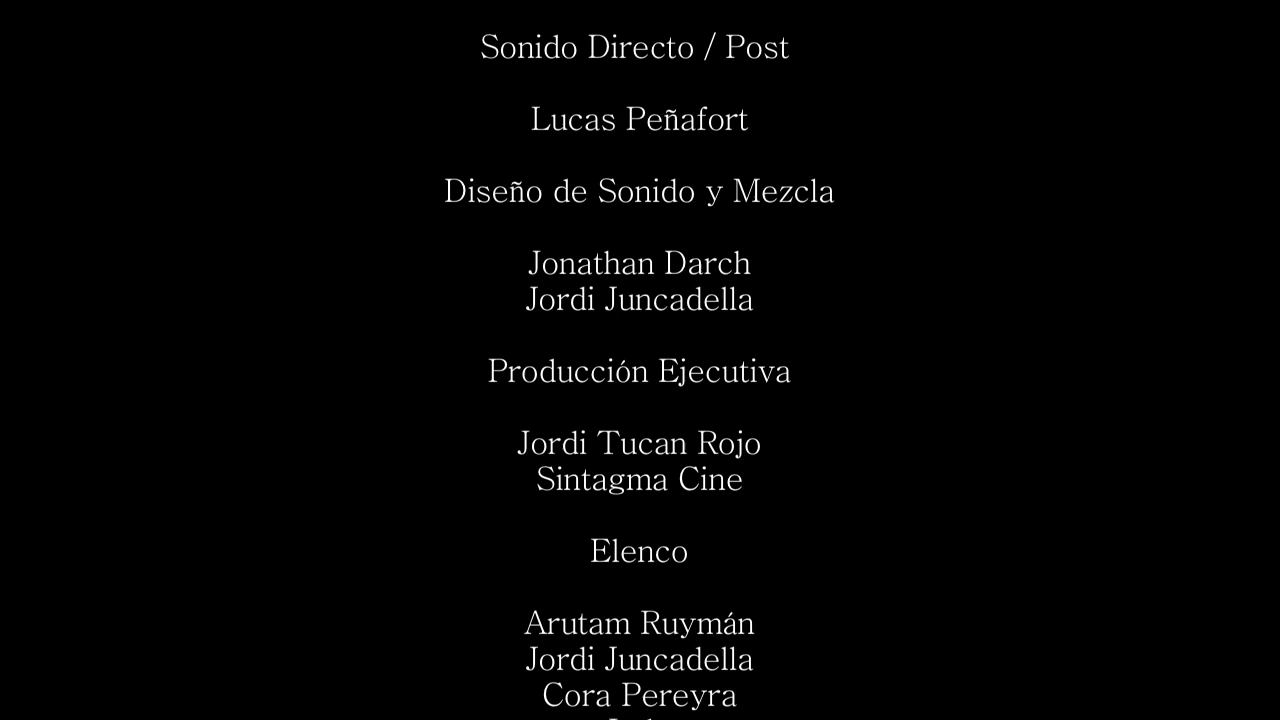 Sonido Directo / Post
Lucas Peñafort
Diseño de Sonido y Mezcla
Jonathan Darch
Jordi Juncadella
Producción Ejecutiva
Jordi Tucan Rojo
Sintagma Cine
Elenco
Arutam Ruymán
Jordi Juncadella
Cora Pereyra